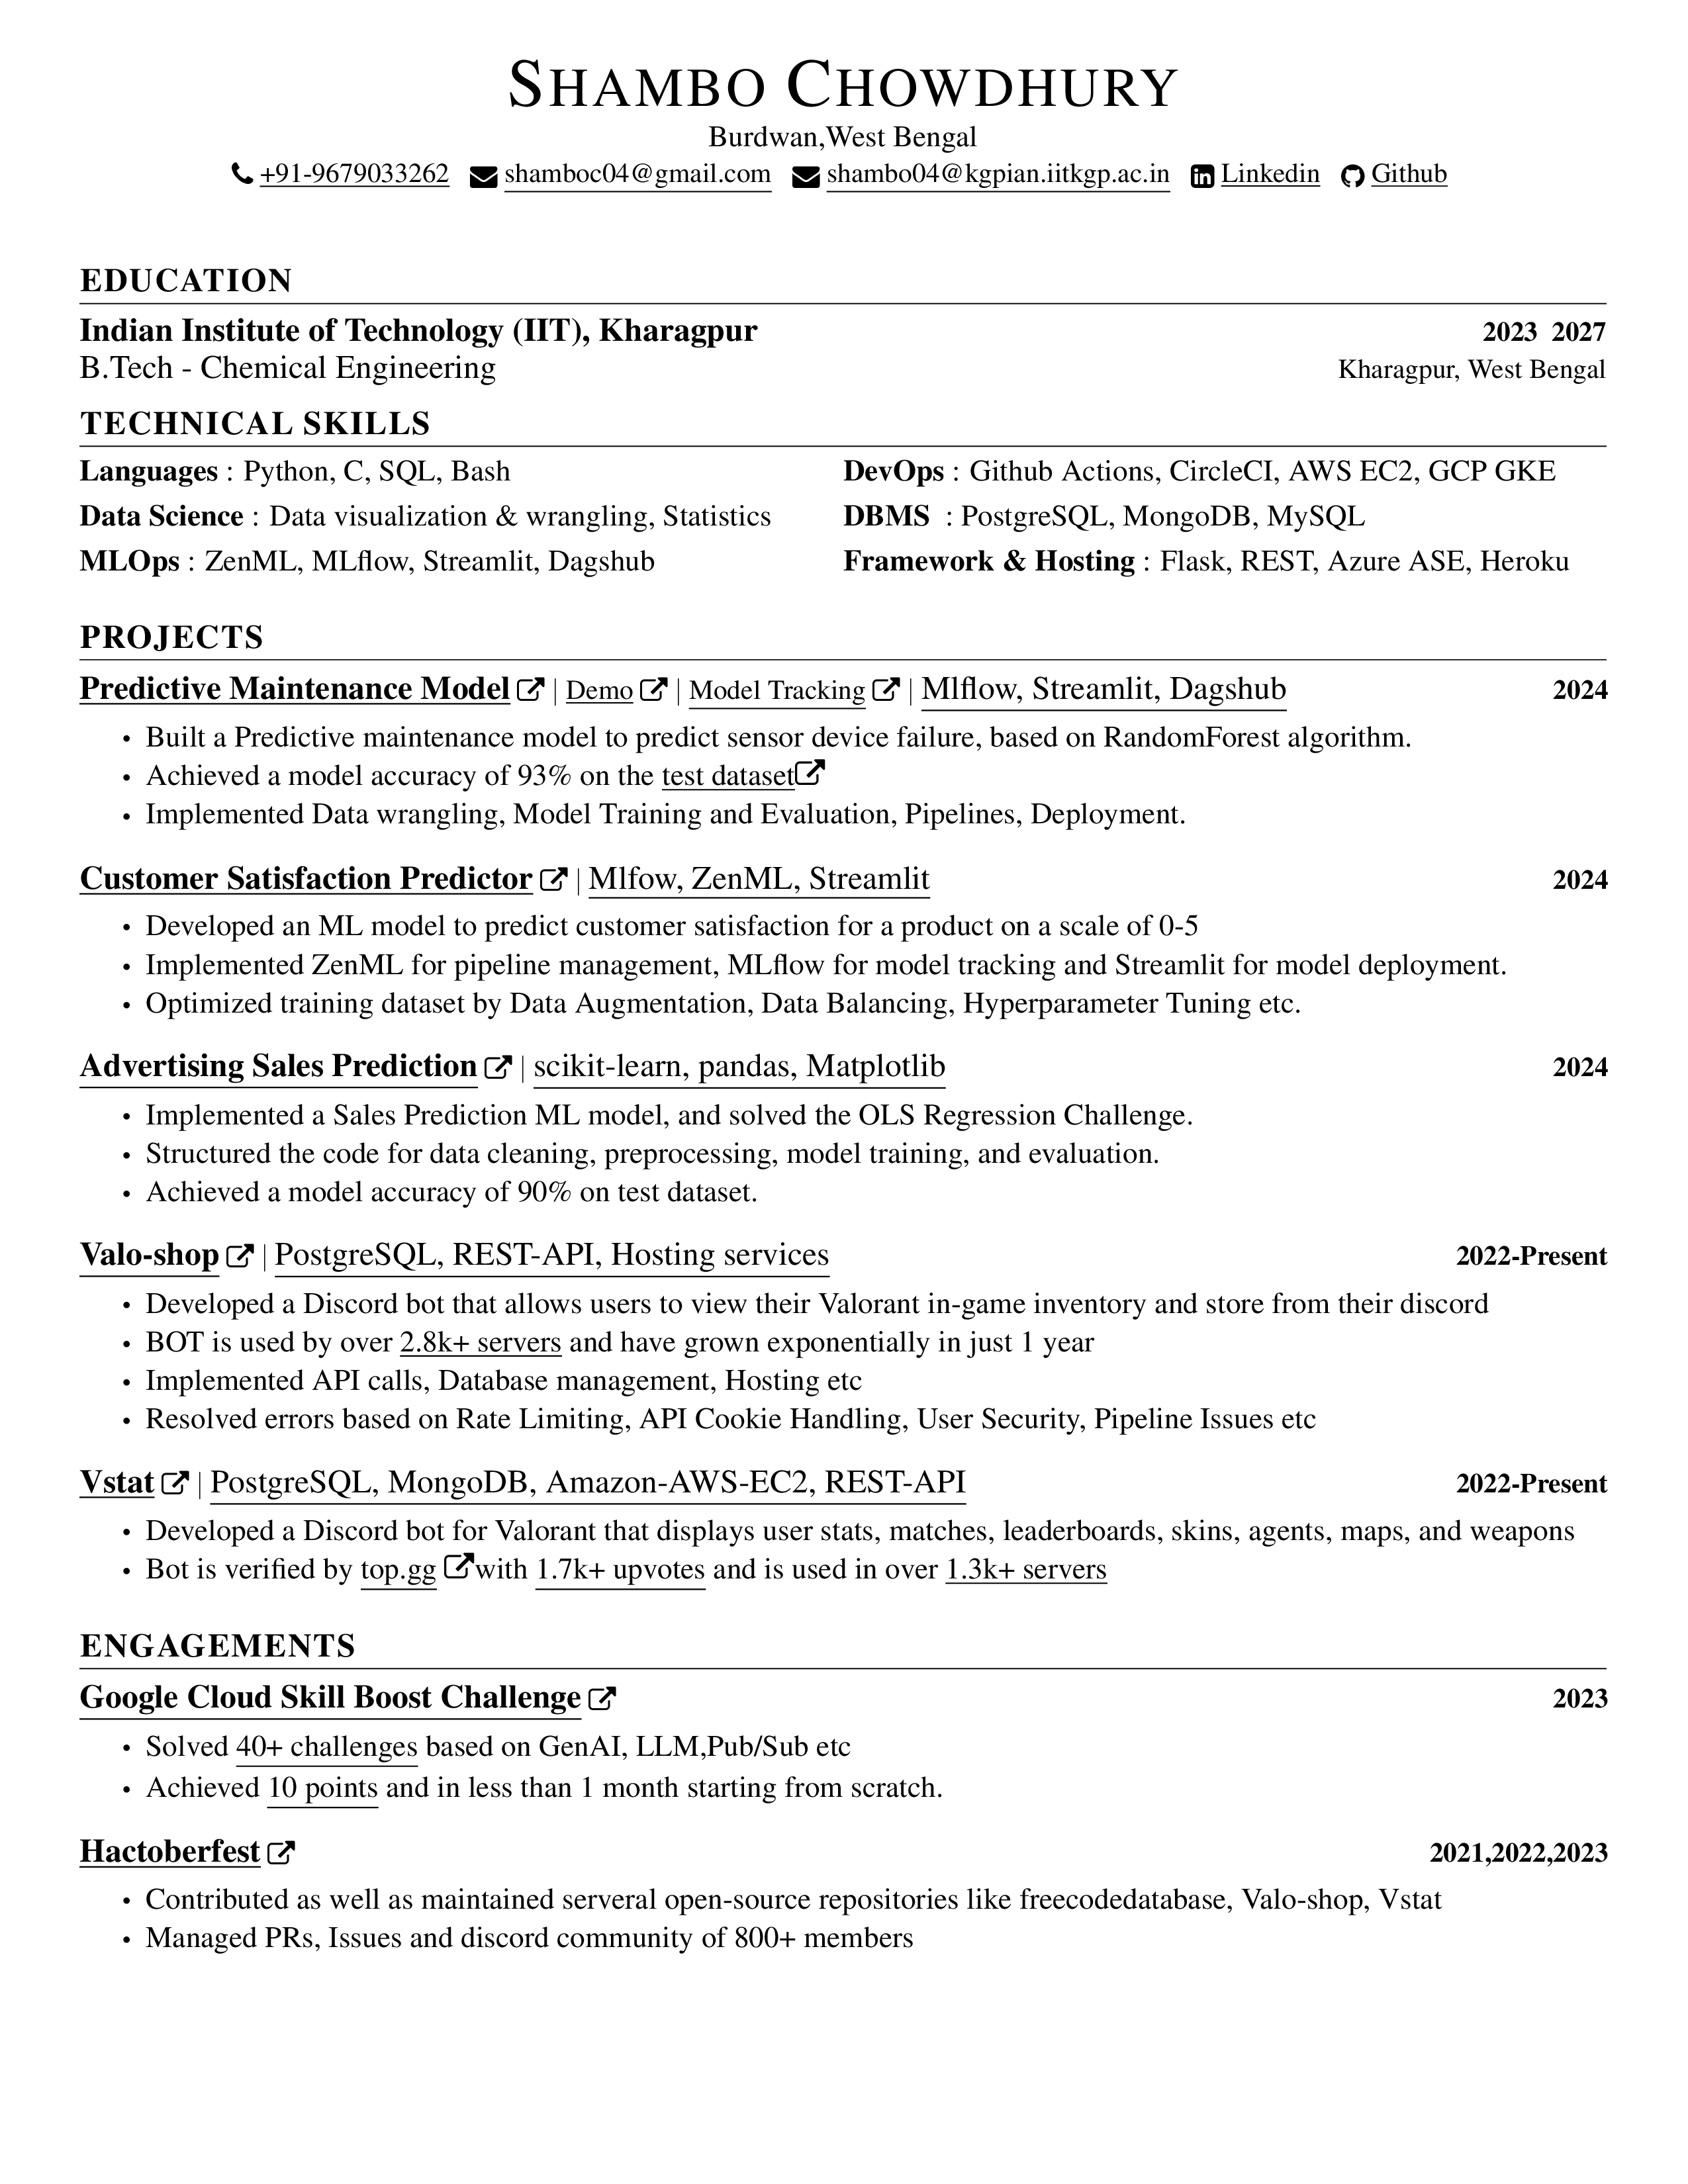 SHAMBO CHOWDHURY
Burdwan,West Bengal
+91-9679033262 shamboc04@gmail.com shambo04@kgpian.iitkgp.ac.in Linkedin Github
EDUCATION
Indian Institute of Technology (IIT), Kharagpur 2023 2027
B.Tech - Chemical Engineering Kharagpur, West Bengal
TECHNICAL SKILLS
Languages : Python, C, SQL, Bash DevOps : Github Actions, CircleCI, AWS EC2, GCP GKE
Data Science : Data visualization & wrangling, Statistics DBMS : PostgreSQL, MongoDB, MySQL
MLOps : ZenML, MLflow, Streamlit, Dagshub Framework & Hosting : Flask, REST, Azure ASE, Heroku
PROJECTS
Predictive Maintenance Model | Demo | Model Tracking | Mlflow, Streamlit, Dagshub 2024
• Built a Predictive maintenance model to predict sensor device failure, based on RandomForest algorithm.
• Achieved a model accuracy of 93% on the test dataset
• Implemented Data wrangling, Model Training and Evaluation, Pipelines, Deployment.
Customer Satisfaction Predictor | Mlfow, ZenML, Streamlit 2024
• Developed an ML model to predict customer satisfaction for a product on a scale of 0-5
• Implemented ZenML for pipeline management, MLflow for model tracking and Streamlit for model deployment.
• Optimized training dataset by Data Augmentation, Data Balancing, Hyperparameter Tuning etc.
Advertising Sales Prediction | scikit-learn, pandas, Matplotlib 2024
• Implemented a Sales Prediction ML model, and solved the OLS Regression Challenge.
• Structured the code for data cleaning, preprocessing, model training, and evaluation.
• Achieved a model accuracy of 90% on test dataset.
Valo-shop | PostgreSQL, REST-API, Hosting services 2022-Present
• Developed a Discord bot that allows users to view their Valorant in-game inventory and store from their discord
• BOT is used by over 2.8k+ servers and have grown exponentially in just 1 year
• Implemented API calls, Database management, Hosting etc
• Resolved errors based on Rate Limiting, API Cookie Handling, User Security, Pipeline Issues etc
Vstat | PostgreSQL, MongoDB, Amazon-AWS-EC2, REST-API 2022-Present
• Developed a Discord bot for Valorant that displays user stats, matches, leaderboards, skins, agents, maps, and weapons
• Bot is verified by top.gg with 1.7k+ upvotes and is used in over 1.3k+ servers
ENGAGEMENTS
Google Cloud Skill Boost Challenge 2023
• Solved 40+ challenges based on GenAI, LLM,Pub/Sub etc
• Achieved 10 points and in less than 1 month starting from scratch.
Hactoberfest 2021,2022,2023
• Contributed as well as maintained serveral open-source repositories like freecodedatabase, Valo-shop, Vstat
• Managed PRs, Issues and discord community of 800+ members